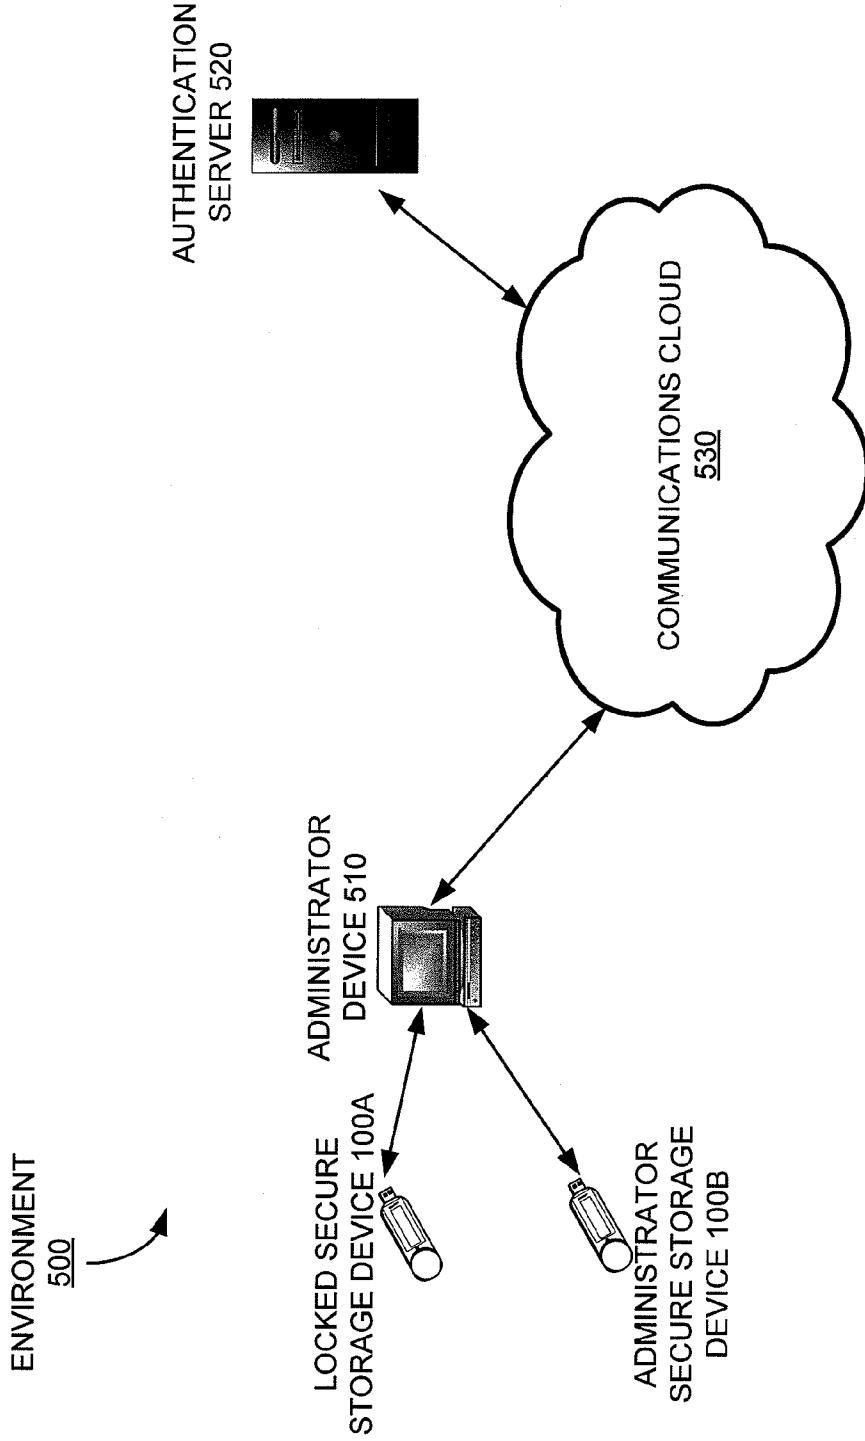 ENVIRONMENT
500
LOCKED SECURE
STORAGE DEVICE 100A
ADMINISTRATOR
SECURE STORAGE
DEVICE 100B
ADMINISTRATOR
DEVICE 510
COMMUNICATIONS CLOUD
530
AUTHENTICATION
SERVER 520